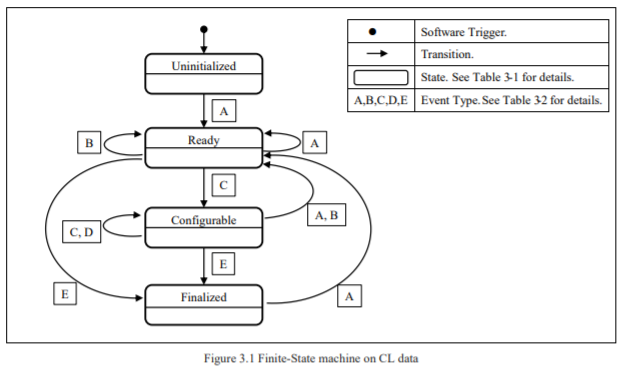 Software Trigger.
Transition.
State. See Table 3-1 for details.
A,B,C,D,E Event Type. See Table 3-2 for details.
Uninitialized
A
B
Ready
A
C
A, B
Configurable
C, D
E
E
Finalized
A
Figure 3.1 Finite-State machine on CL data